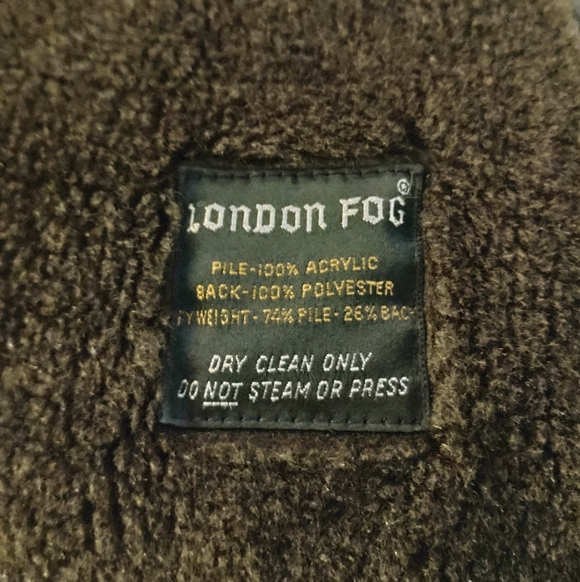 LONDON FOG®
PILE-100% ACRYLIC
BACK-100% POLYESTER
Y WEIGHT - 74% PILE - 26% BAC
DRY CLEAN ONLY
DO NOT STEAM OR PRESS